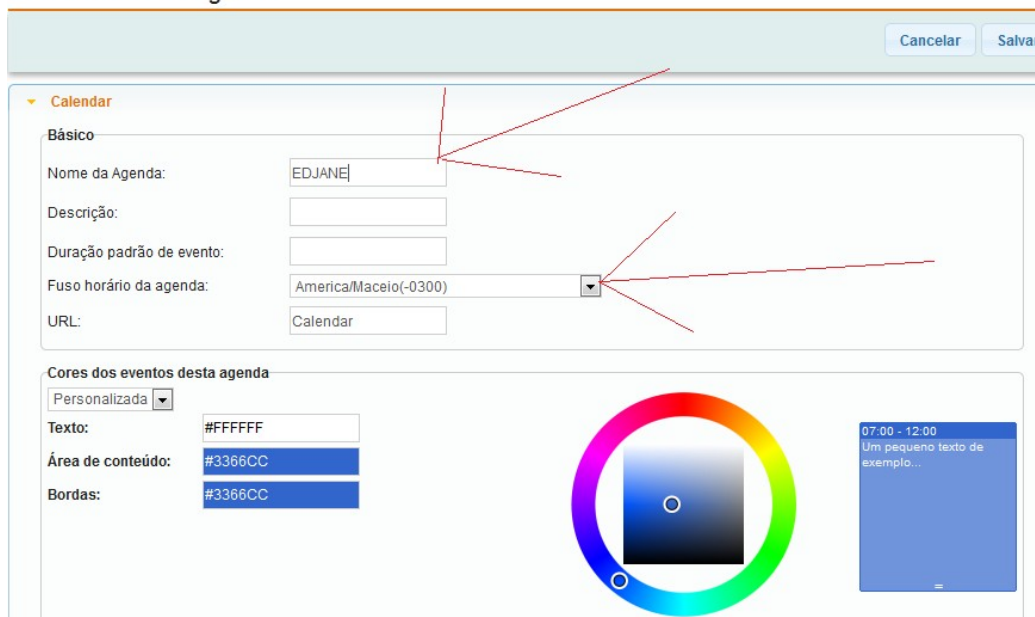 Cancelar Salva
Calendar
Básico
Nome da Agenda: EDJANE
Descrição:
Duração padrão de evento:
Fuso horário da agenda: America/Maceio(-0300)
URL: Calendar
Cores dos eventos desta agenda
Personalizada
Texto: #FFFFFF
Área de conteúdo: #3366CC
Bordas: #3366CC
07:00 - 12:00
Um pequeno texto de
exemplo...